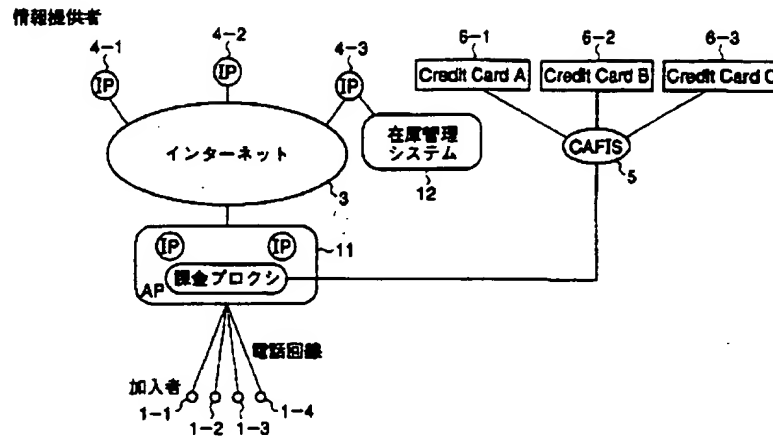 情報提供者
4-1
4-2
4-3
6-1
6-2
6-3
IP
IP
IP
Credit Card A
Credit Card B
Credit Card C
インターネット
在庫管理
システム
CAFIS
3
12
5
IP
IP
11
AP
課金プロクシ
電話回線
加入者
1-1
1-2
1-3
1-4